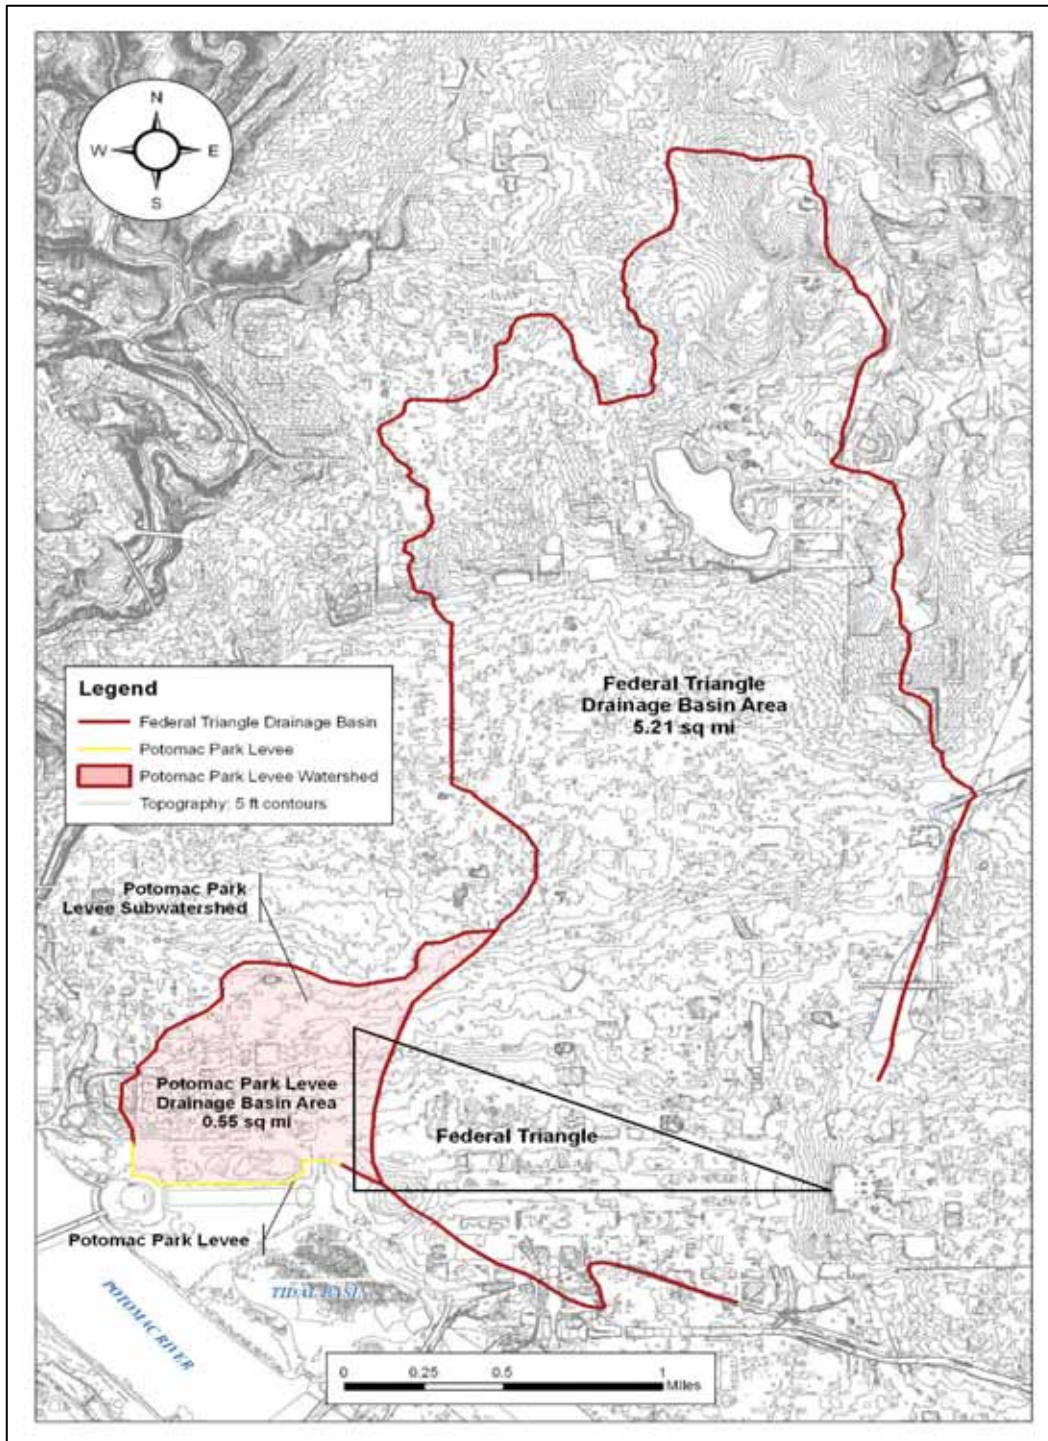 N
W E
S
Federal Triangle
Drainage Basin Area
5.21 sq mi
Legend
Federal Triangle Drainage Basin
Potomac Park Levee
Potomac Park Levee Watershed
Topography: 5 ft contours
Potomac Park
Levee Subwatershed
Potomac Park Levee
Drainage Basin Area
0.55 sq mi
Federal Triangle
Potomac Park Levee
TIDAL BASIN
POTOMAC RIVER
0 0.25 0.5 1
Miles